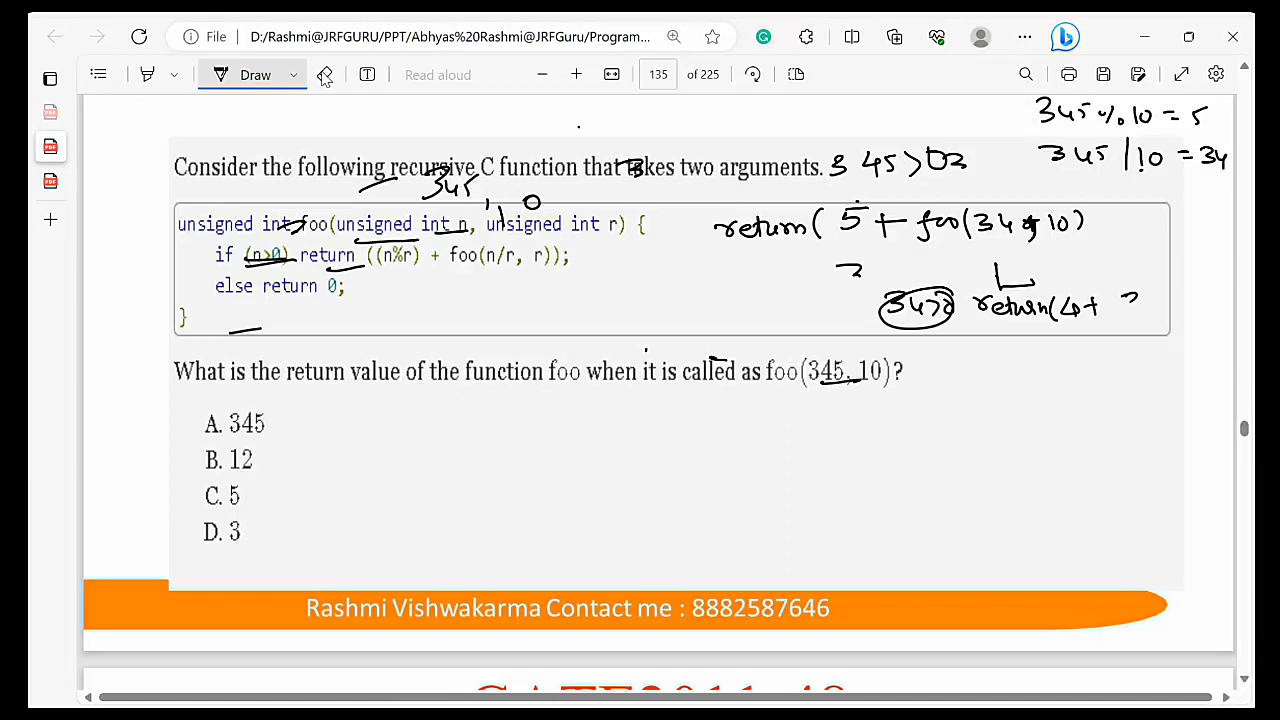 File D:/Rashmi@JRFGURU/PPT/Abhyas%20Rashmi@JRFGuru/Program...
Draw Read aloud 135 of 225
345 % 10 = 5
345 / 10 = 34
Consider the following recursive C function that takes two arguments. 345>0
345, 10
unsigned int foo(unsigned int n, unsigned int r) {
if (n>0) return ((n%r) + foo(n/r, r));
else return 0;
}
return( 5 + foo(34, 10)
34>0 return(4+
What is the return value of the function foo when it is called as foo(345, 10)?
A. 345
B. 12
C. 5
D. 3
Rashmi Vishwakarma Contact me : 8882587646